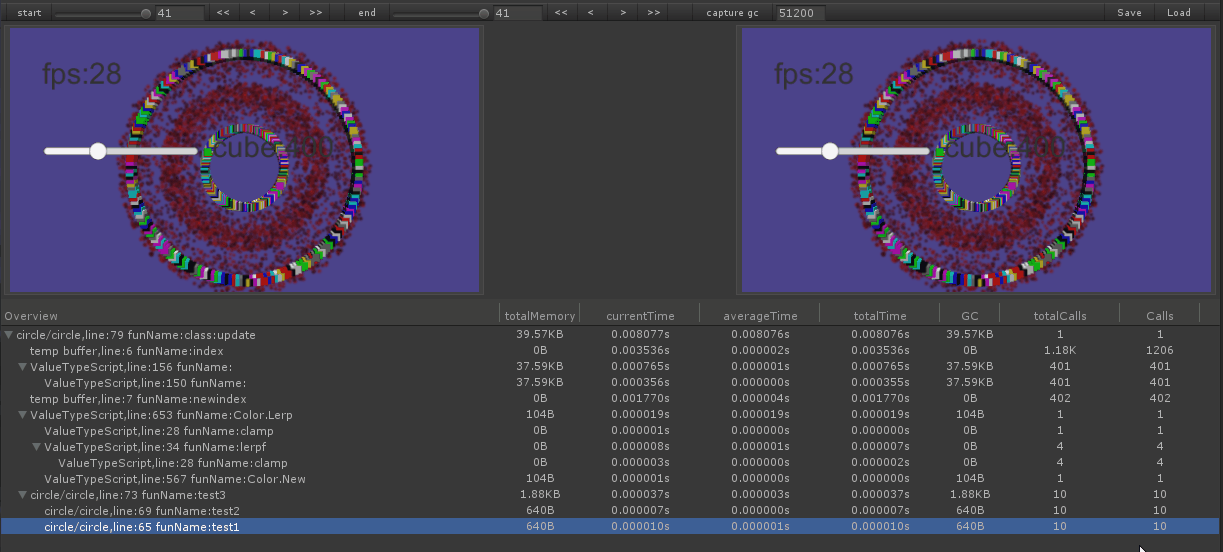 start 41 << < > >> end 41 << < > >> capture gc 51200 Save Load
fps:28 fps:28
cube:400 cube:400
Overview totalMemory currentTime averageTime totalTime GC totalCalls Calls
circle/circle,line:79 funName:class:update 39.57KB 0.008077s 0.008076s 0.008076s 39.57KB 1 1
temp buffer,line:6 funName:index 0B 0.003536s 0.000002s 0.003536s 0B 1.18K 1206
ValueTypeScript,line:156 funName: 37.59KB 0.000765s 0.000001s 0.000765s 37.59KB 401 401
ValueTypeScript,line:150 funName: 37.59KB 0.000356s 0.000000s 0.000355s 37.59KB 401 401
temp buffer,line:7 funName:newindex 0B 0.001770s 0.000004s 0.001770s 0B 402 402
ValueTypeScript,line:653 funName:Color.Lerp 104B 0.000019s 0.000019s 0.000019s 104B 1 1
ValueTypeScript,line:28 funName:clamp 0B 0.000001s 0.000000s 0.000000s 0B 1 1
ValueTypeScript,line:34 funName:lerpf 0B 0.000008s 0.000001s 0.000007s 0B 4 4
ValueTypeScript,line:28 funName:clamp 0B 0.000003s 0.000000s 0.000002s 0B 4 4
ValueTypeScript,line:567 funName:Color.New 104B 0.000001s 0.000000s 0.000000s 104B 1 1
circle/circle,line:73 funName:test3 1.88KB 0.000037s 0.000003s 0.000037s 1.88KB 10 10
circle/circle,line:69 funName:test2 640B 0.000007s 0.000000s 0.000007s 640B 10 10
circle/circle,line:65 funName:test1 640B 0.000010s 0.000001s 0.000010s 640B 10 10